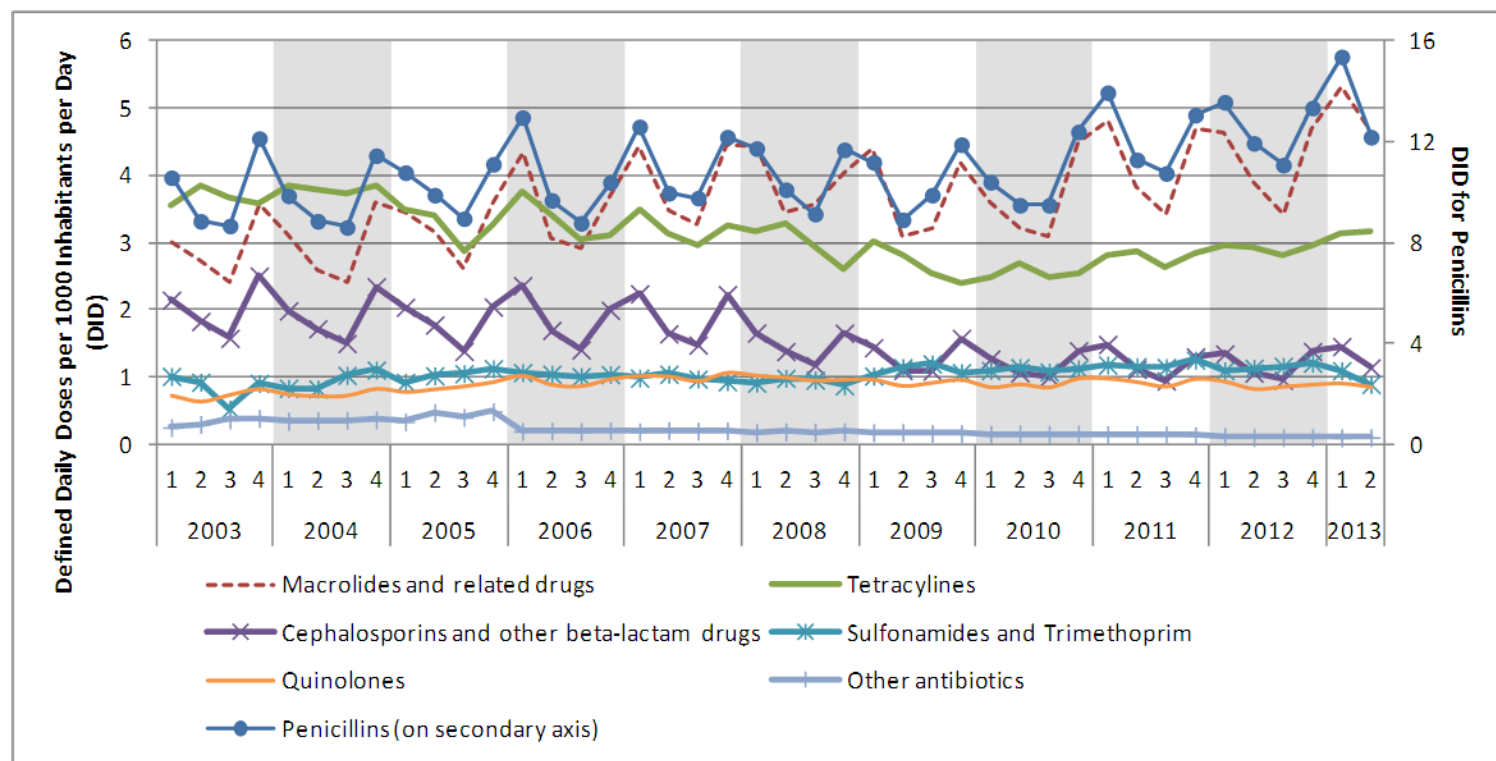 Defined Daily Doses per 1000 Inhabitants per Day
(DID)
6
5
4
3
2
1
0
16
12
8
4
0
DID for Penicillins
1 2 3 4 1 2 3 4 1 2 3 4 1 2 3 4 1 2 3 4 1 2 3 4 1 2 3 4 1 2 3 4 1 2 3 4 1 2 3 4 1 2
2003 2004 2005 2006 2007 2008 2009 2010 2011 2012 2013
Macrolides and related drugs Tetracylines
Cephalosporins and other beta-lactam drugs Sulfonamides and Trimethoprim
Quinolones Other antibiotics
Penicillins (on secondary axis)